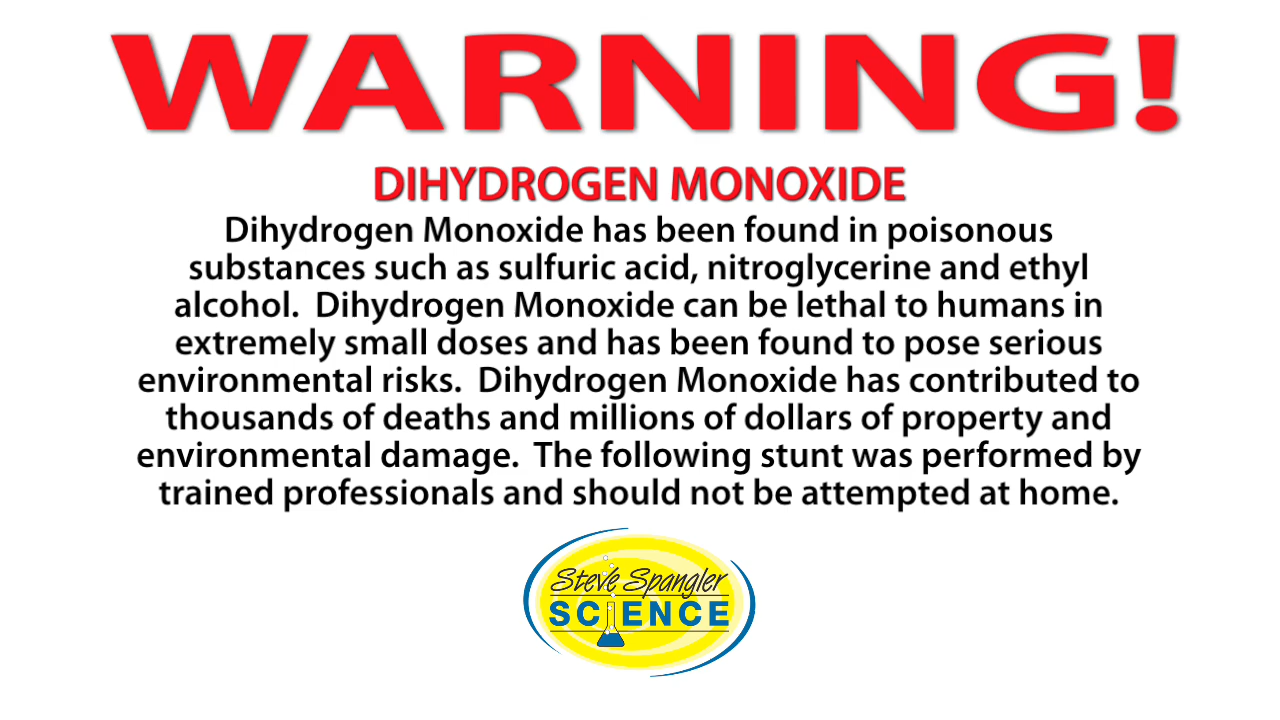 WARNING!
DIHYDROGEN MONOXIDE
Dihydrogen Monoxide has been found in poisonous
substances such as sulfuric acid, nitroglycerine and ethyl
alcohol.  Dihydrogen Monoxide can be lethal to humans in
extremely small doses and has been found to pose serious
environmental risks.  Dihydrogen Monoxide has contributed to
thousands of deaths and millions of dollars of property and
environmental damage.  The following stunt was performed by
trained professionals and should not be attempted at home.
Steve Spangler
SCIENCE